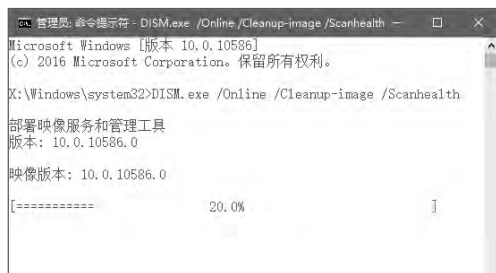 管理员: 命令提示符 - DISM.exe /Online /Cleanup-image /Scanhealth
Microsoft Windows [版本 10.0.10586]
(c) 2016 Microsoft Corporation。保留所有权利。
X:\Windows\system32>DISM.exe /Online /Cleanup-image /Scanhealth
部署映像服务和管理工具
版本: 10.0.10586.0
映像版本: 10.0.10586.0
[=========== 20.0% ]